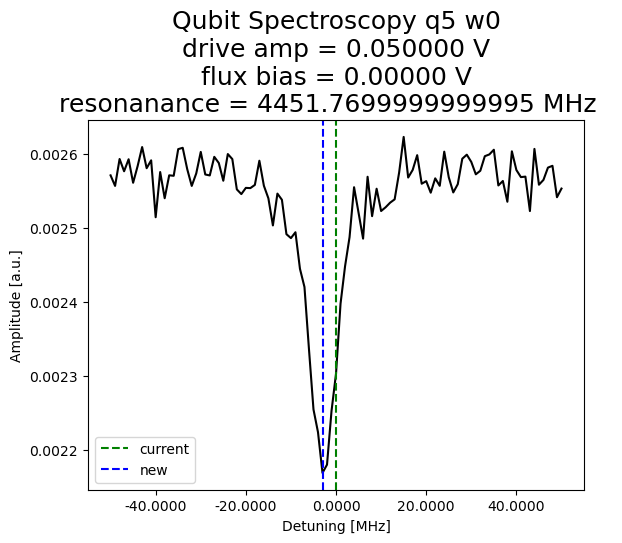 Qubit Spectroscopy q5 w0
drive amp = 0.050000 V
flux bias = 0.00000 V
resonanance = 4451.7699999999995 MHz
Amplitude [a.u.]
0.0026
0.0025
0.0024
0.0023
0.0022
current
new
-40.0000 -20.0000 0.0000 20.0000 40.0000
Detuning [MHz]